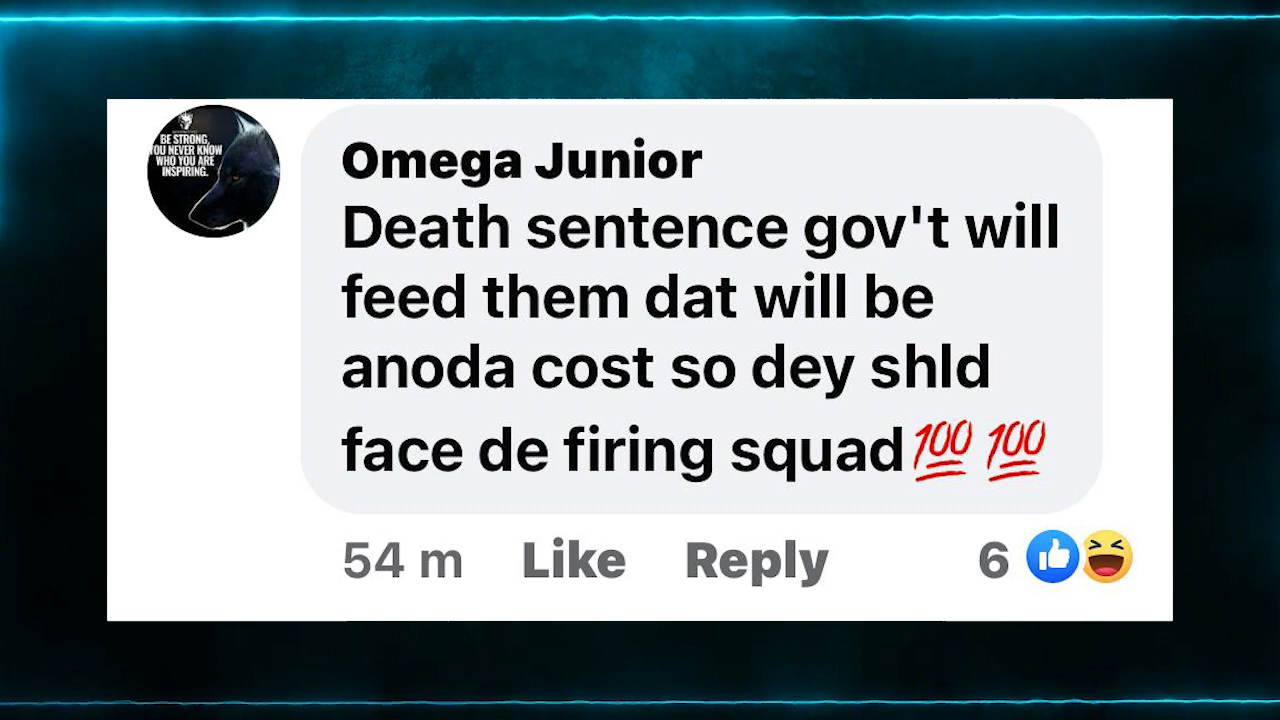 BE STRONG,
YOU NEVER KNOW
WHO YOU ARE
INSPIRING.
Omega Junior
Death sentence gov't will
feed them dat will be
anoda cost so dey shld
face de firing squad💯 💯
54 m Like Reply 6